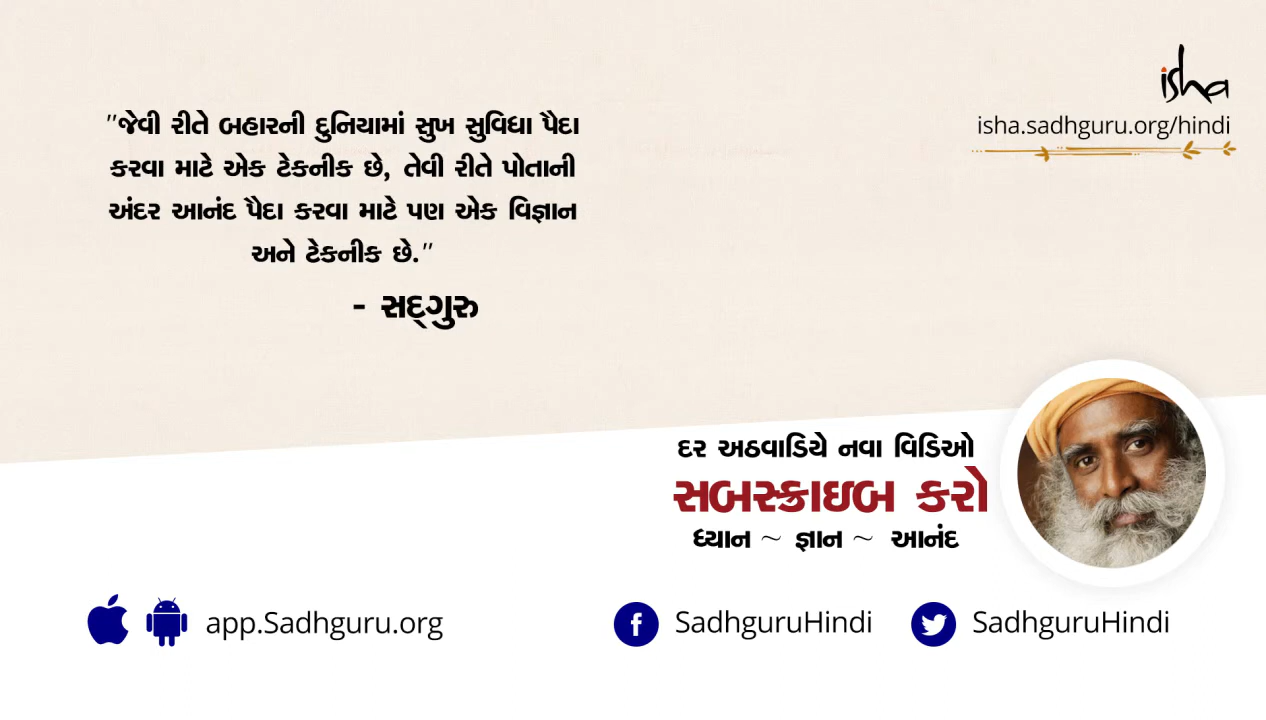 "જેવી રીતે બહારની દુનિયામાં સુખ સુવિધા પૈદા
કરવા માટે એક ટેકનીક છે, તેવી રીતે પોતાની
અંદર આનંદ પૈદા કરવા માટે પણ એક વિજ્ઞાન
અને ટેકનીક છે."
- સદ્‌ગુરુ
isha
isha.sadhguru.org/hindi
દર અઠવાડિયે નવા વિડિઓ
સબસ્ક્રાઇબ કરો
ધ્યાન ~ જ્ઞાન ~ આનંદ
app.Sadhguru.org
SadhguruHindi
SadhguruHindi